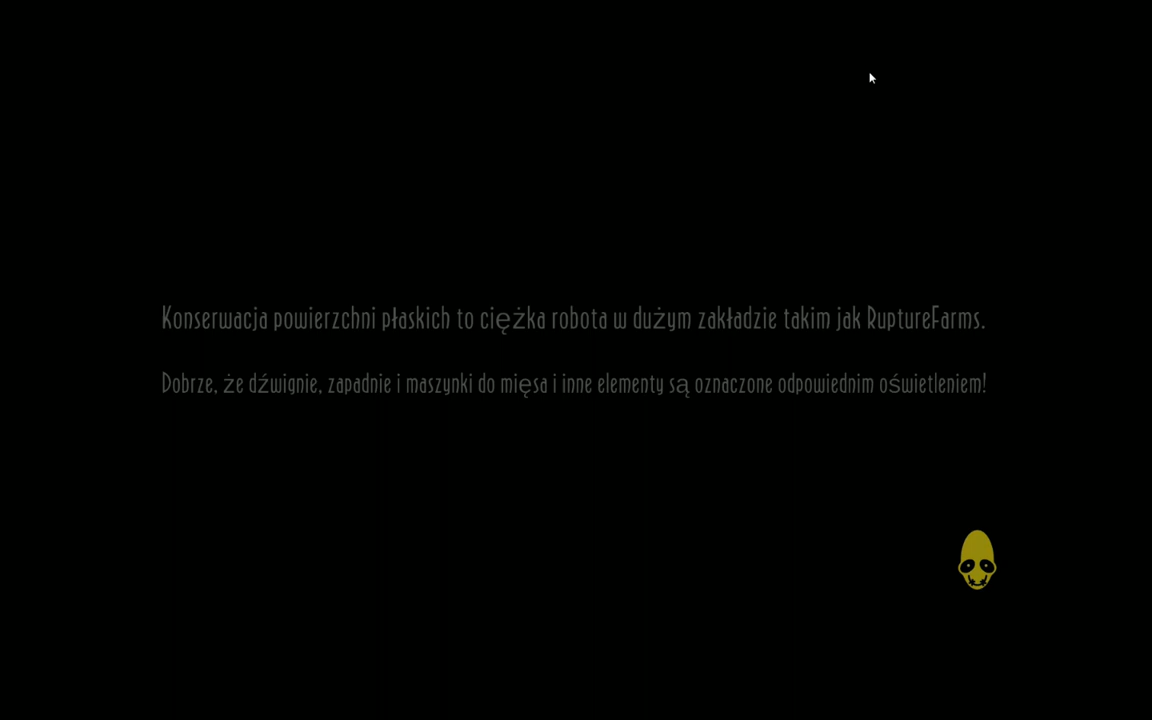 Konserwacja powierzchni płaskich to ciężka robota w dużym zakładzie takim jak RuptureFarms.
Dobrze, że dźwignie, zapadnie i maszynki do mięsa i inne elementy są oznaczone odpowiednim oświetleniem!